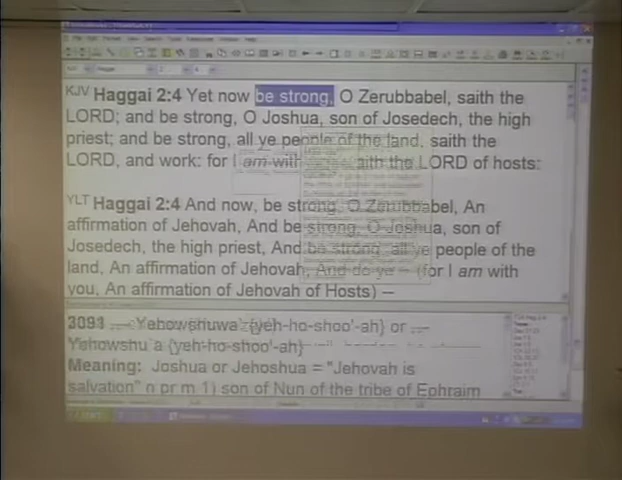 KJV Haggai 2:4 Yet now be strong, O Zerubbabel, saith the
LORD; and be strong, O Joshua, son of Josedech, the high
priest; and be strong, all ye people of the land, saith the
LORD, and work: for I am with saith the LORD of hosts:
YLT Haggai 2:4 And now, be strong, O Zerubbabel, An
affirmation of Jehovah, And be strong, O Joshua, son of
Josedech, the high priest, And be strong, all ye people of the
land, An affirmation of Jehovah, And do ye — (for I am with
you, An affirmation of Jehovah of Hosts) —
3091 Yehowshuwa` {yeh-ho-shoo'-ah} or
Yehowshu`a {yeh-ho-shoo'-ah}
Meaning: Joshua or Jehoshua = "Jehovah is
salvation" n pr m 1) son of Nun of the tribe of Ephraim